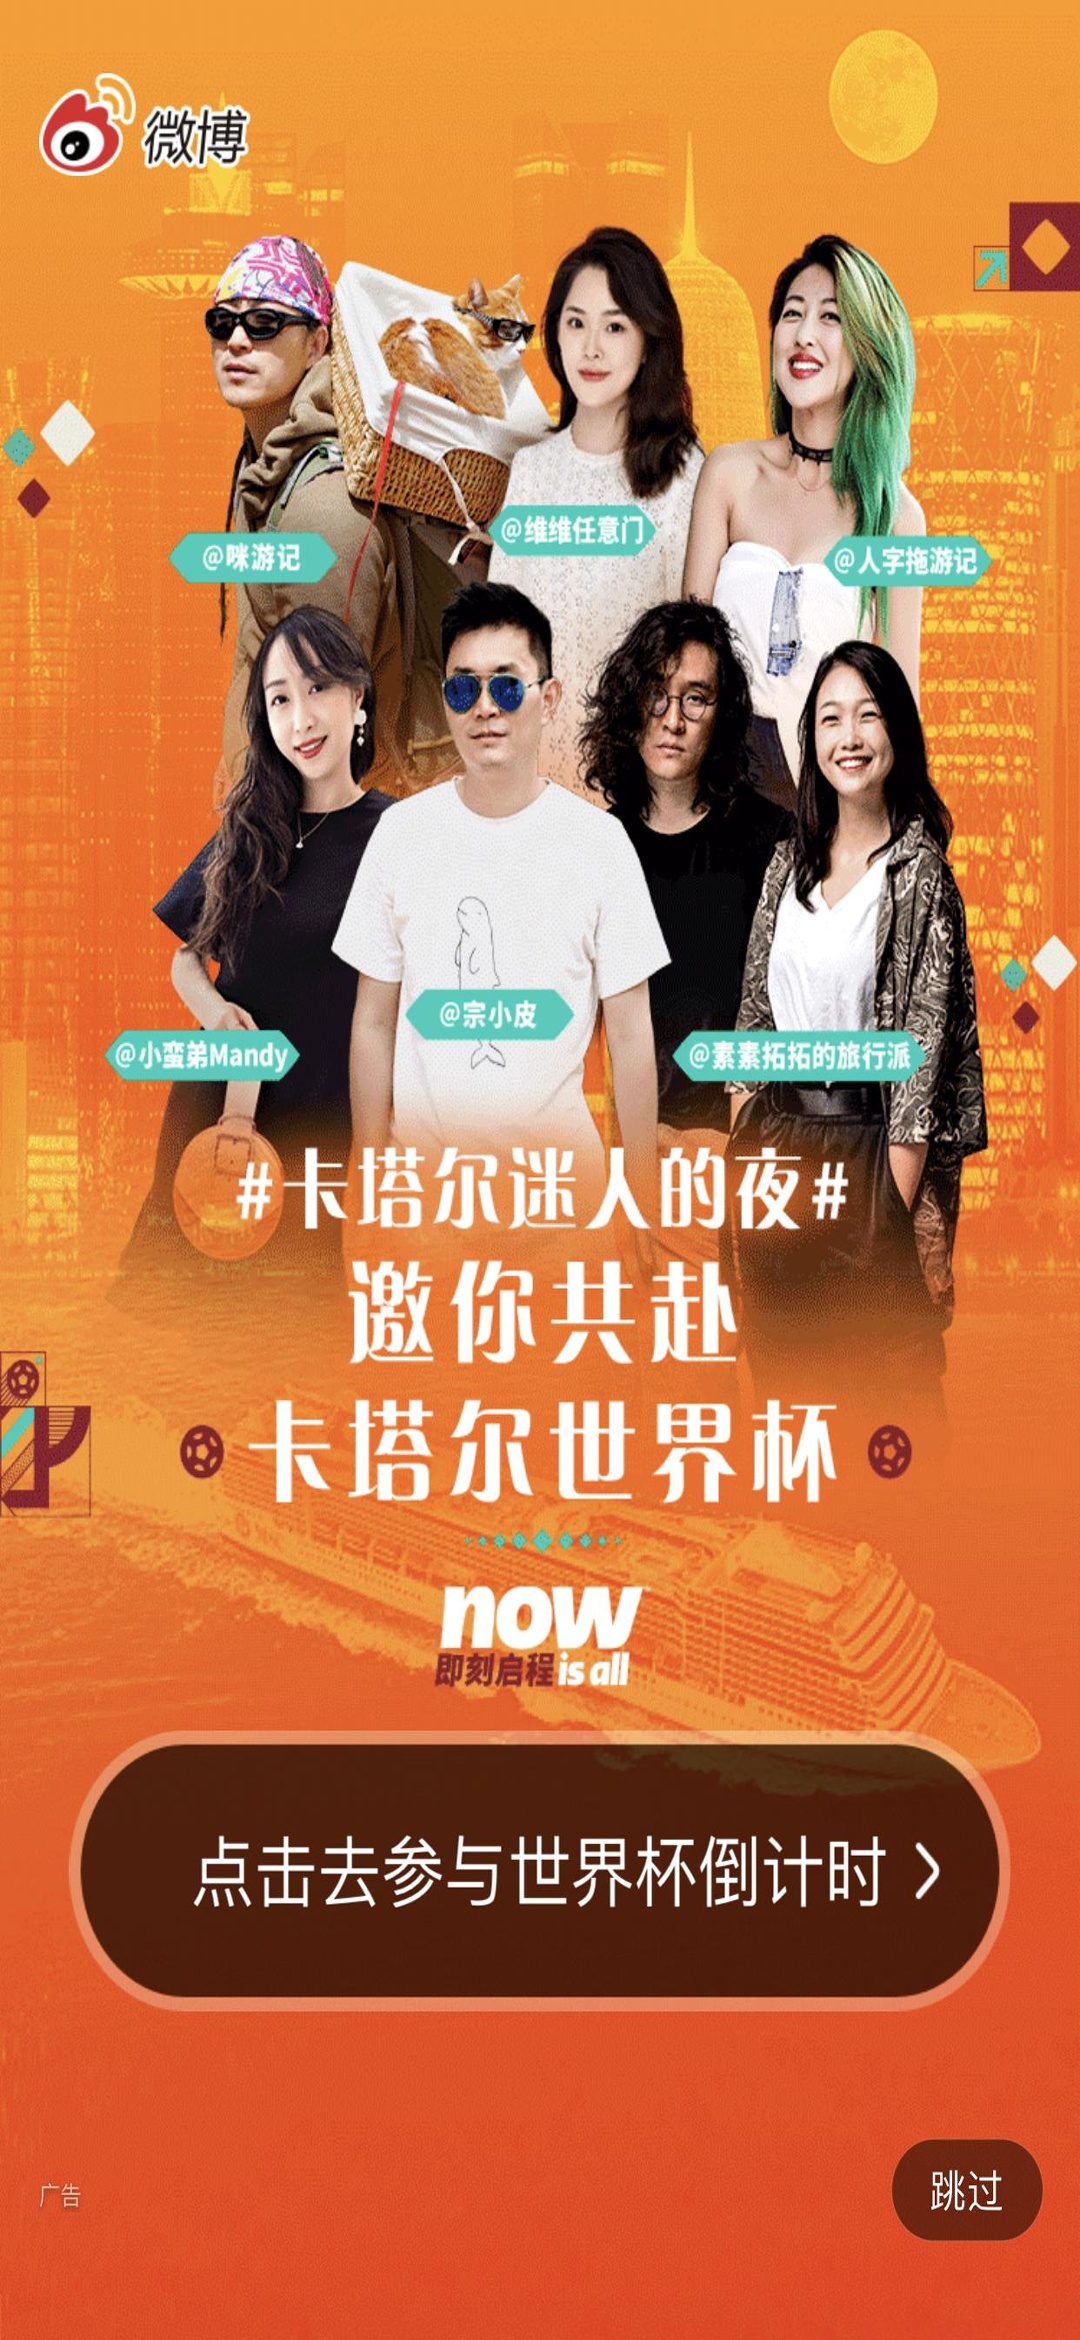 微博
@咪游记
@维维任意门
@人字拖游记
@小蛮弟Mandy
@宗小皮
@素素拓拓的旅行派
#卡塔尔迷人的夜#
邀你共赴
卡塔尔世界杯
now
即刻启程 is all
点击去参与世界杯倒计时
广告
跳过